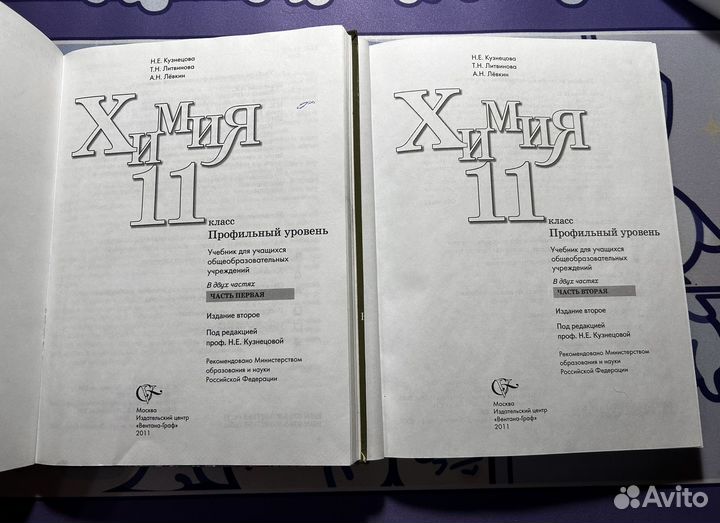 Н.Е. Кузнецова
Т.Н. Литвинова
А.Н. Лёвкин
Химия
11
класс
Профильный уровень
Учебник для учащихся
общеобразовательных
учреждений
В двух частях
ЧАСТЬ ПЕРВАЯ
Издание второе
Под редакцией
проф. Н.Е. Кузнецовой
Рекомендовано Министерством
образования и науки
Российской Федерации
Москва
Издательский центр
«Вентана-Граф»
2011
Н.Е. Кузнецова
Т.Н. Литвинова
А.Н. Лёвкин
Химия
11
класс
Профильный уровень
Учебник для учащихся
общеобразовательных
учреждений
В двух частях
ЧАСТЬ ВТОРАЯ
Издание второе
Под редакцией
проф. Н.Е. Кузнецовой
Рекомендовано Министерством
образования и науки
Российской Федерации
Москва
Издательский центр
«Вентана-Граф»
2011
Avito